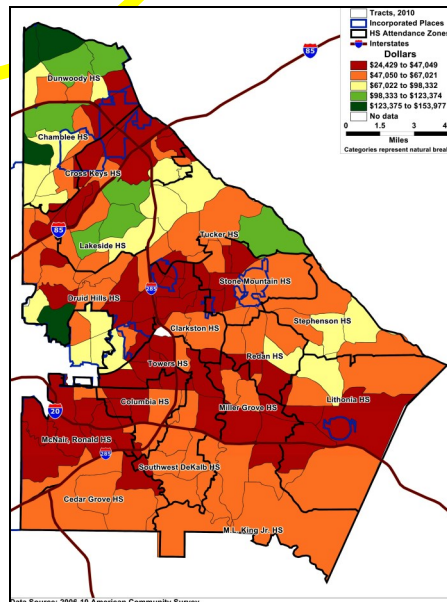 Tracts, 2010
Incorporated Places
HS Attendance Zones
Interstates
Dollars
$24,429 to $47,049
$47,050 to $67,021
$67,022 to $98,332
$98,333 to $123,374
$123,375 to $153,977
No data
0 1.5 3 4
Miles
Categories represent natural break
85
Dunwoody HS
Chamblee HS
Cross Keys HS
85
Lakeside HS
Tucker HS
Druid Hills HS
285
Stone Mountain HS
Clarkston HS
Stephenson HS
Towers HS
Redan HS
Columbia HS
Miller Grove HS
Lithonia HS
20
McNair, Ronald HS
285
Southwest DeKalb HS
Cedar Grove HS
M.L. King Jr. HS
Data Source: 2006-10 American Community Survey